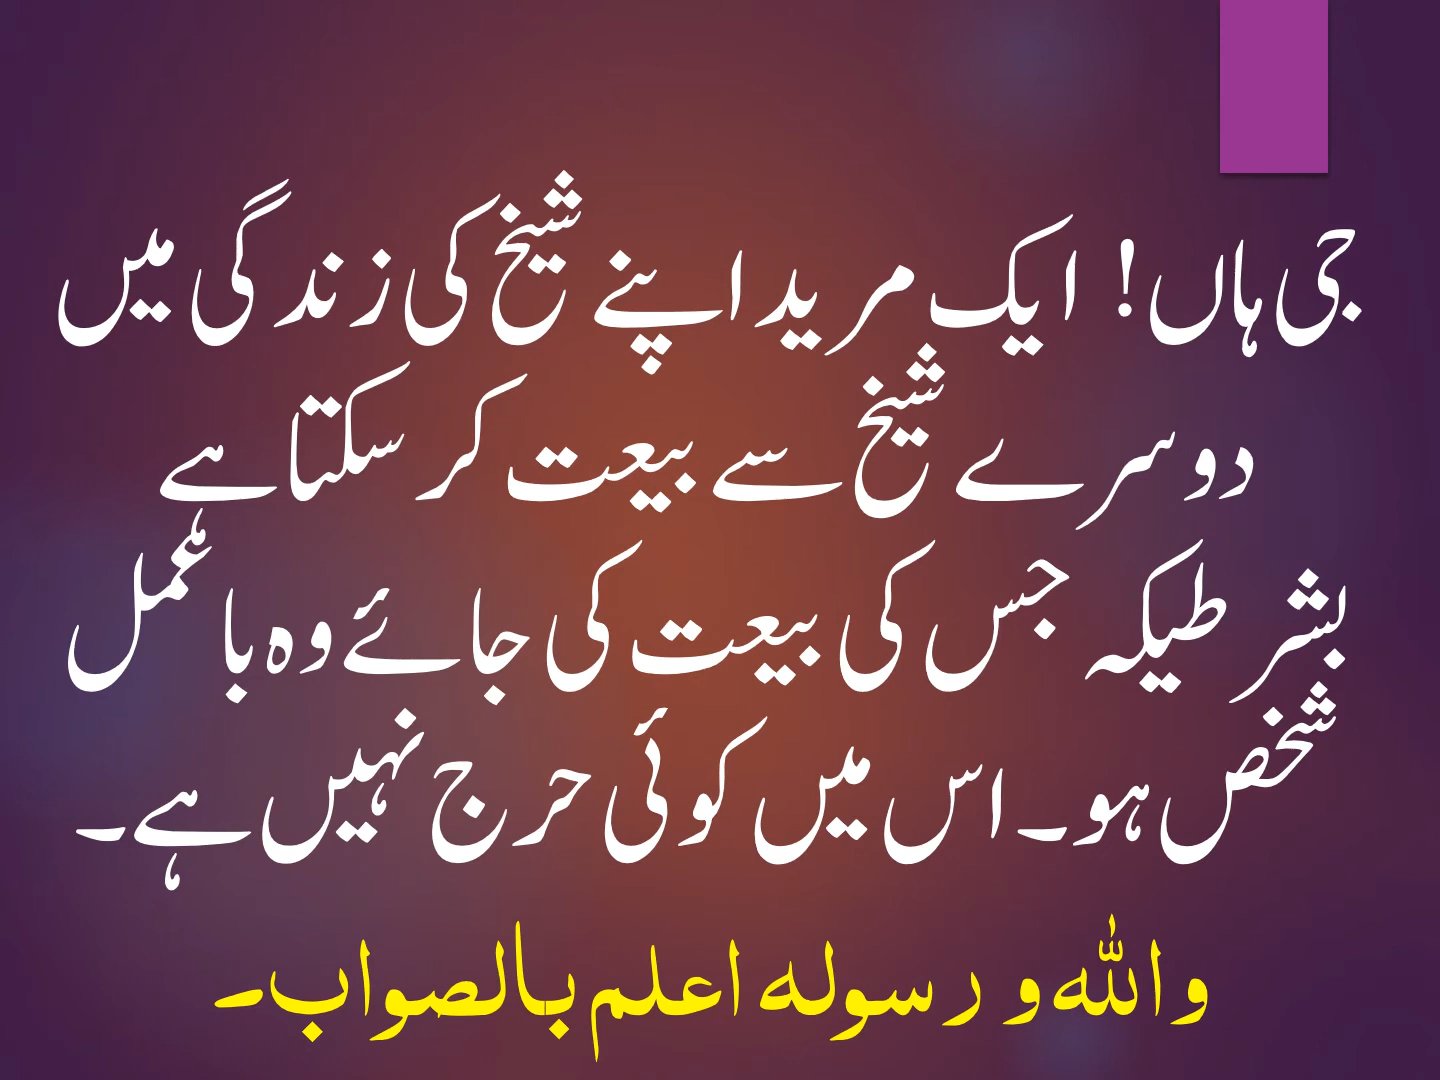 جی ہاں! ایک مرید اپنے شیخ کی زندگی میں
دوسرے شیخ سے بیعت کر سکتا ہے
بشرطیکہ جس کی بیعت کی جائے وہ باعمل
شخص ہو۔ اس میں کوئی حرج نہیں ہے۔
واللہ و رسولہ اعلم بالصواب۔